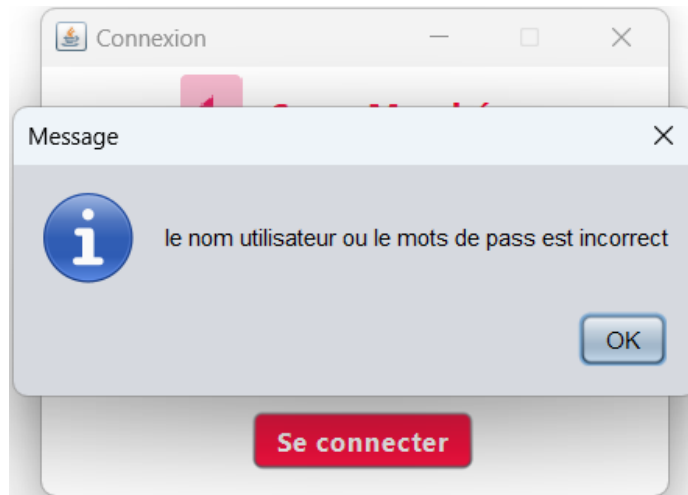 Connexion
Message
le nom utilisateur ou le mots de pass est incorrect
OK
Se connecter